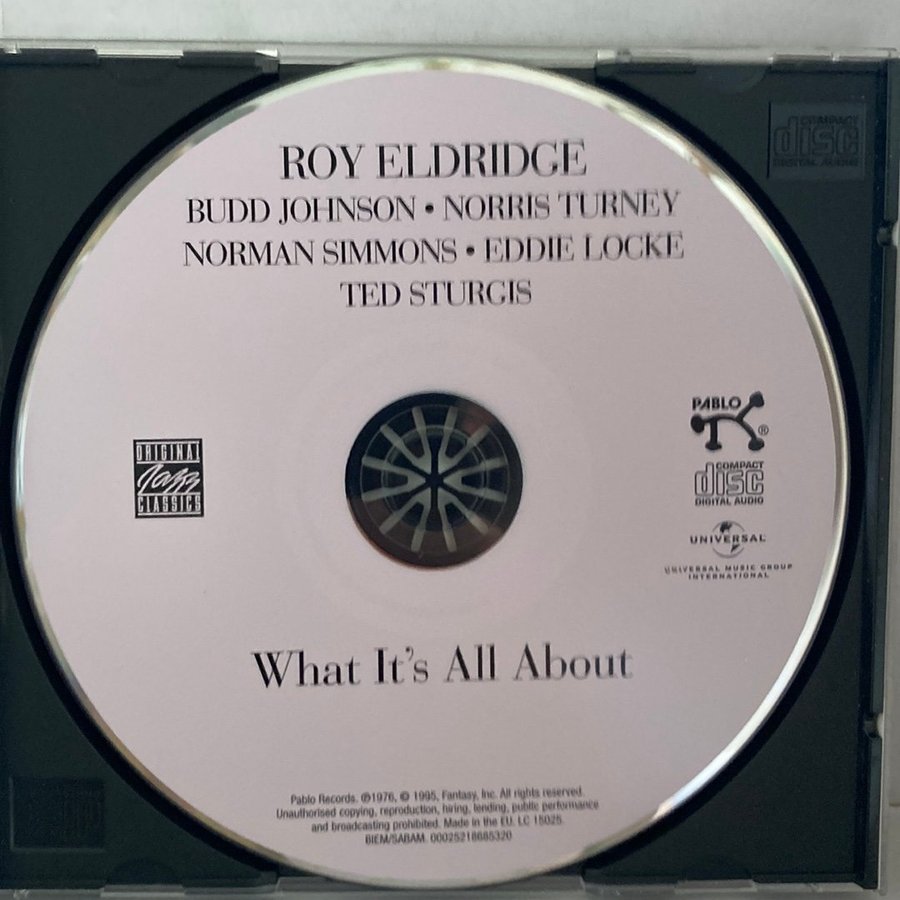 COMPACT
disc
DIGITAL AUDIO
ROY ELDRIDGE
BUDD JOHNSON • NORRIS TURNEY
NORMAN SIMMONS • EDDIE LOCKE
TED STURGIS
ORIGINAL
Jazz
CLASSICS
PABLO
®
COMPACT
disc
DIGITAL AUDIO
UNIVERSAL
UNIVERSAL MUSIC GROUP
INTERNATIONAL
What It's All About
Pablo Records. ℗1976, © 1995, Fantasy, Inc. All rights reserved.
Unauthorised copying, reproduction, hiring, lending, public performance
and broadcasting prohibited. Made in the EU. LC 15025.
BIEM/SABAM. 00025218685320